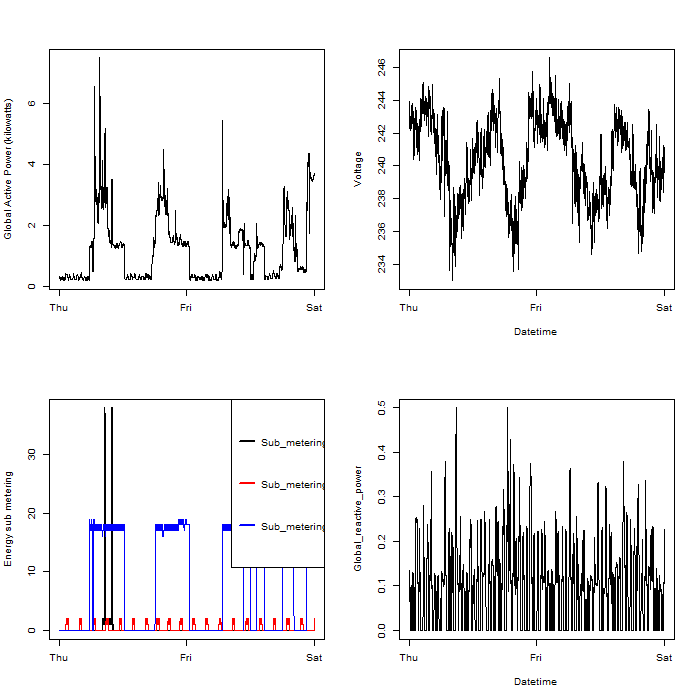 Global Active Power (kilowatts)
0 2 4 6
Thu Fri Sat
Voltage
234 236 238 240 242 244 246
Thu Fri Sat
Datetime
Energy sub metering
0 10 20 30
Sub_metering
Sub_metering
Sub_metering
Thu Fri Sat
Global_reactive_power
0.0 0.1 0.2 0.3 0.4 0.5
Thu Fri Sat
Datetime